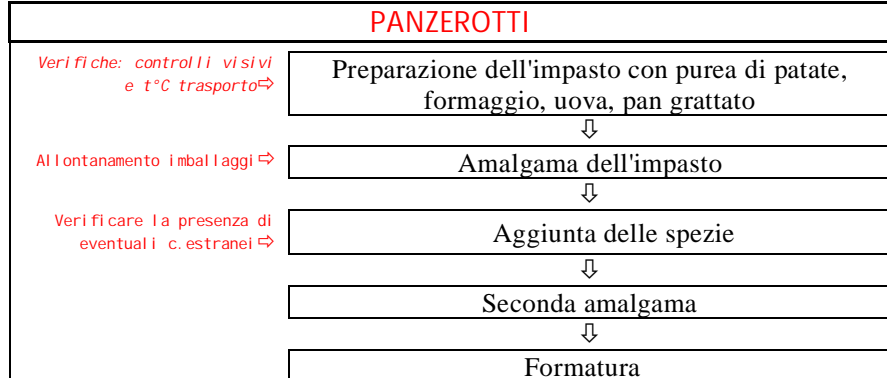 PANZEROTTI
Verifiche: controlli visivi
e t°C trasporto⇨
Preparazione dell'impasto con purea di patate,
formaggio, uova, pan grattato
⇩
Allontanamento imballaggi⇨
Amalgama dell'impasto
⇩
Verificare la presenza di
eventuali c.estranei⇨
Aggiunta delle spezie
⇩
Seconda amalgama
⇩
Formatura